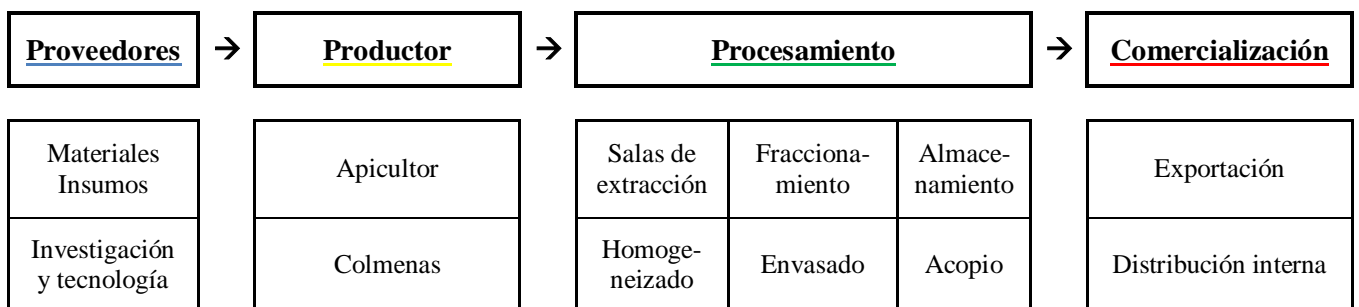 Proveedores → Productor → Procesamiento → Comercialización
Materiales
Insumos
Apicultor
Salas de
extracción
Fracciona-
miento
Almace-
namiento
Exportación
Investigación
y tecnología
Colmenas
Homoge-
neizado
Envasado
Acopio
Distribución interna